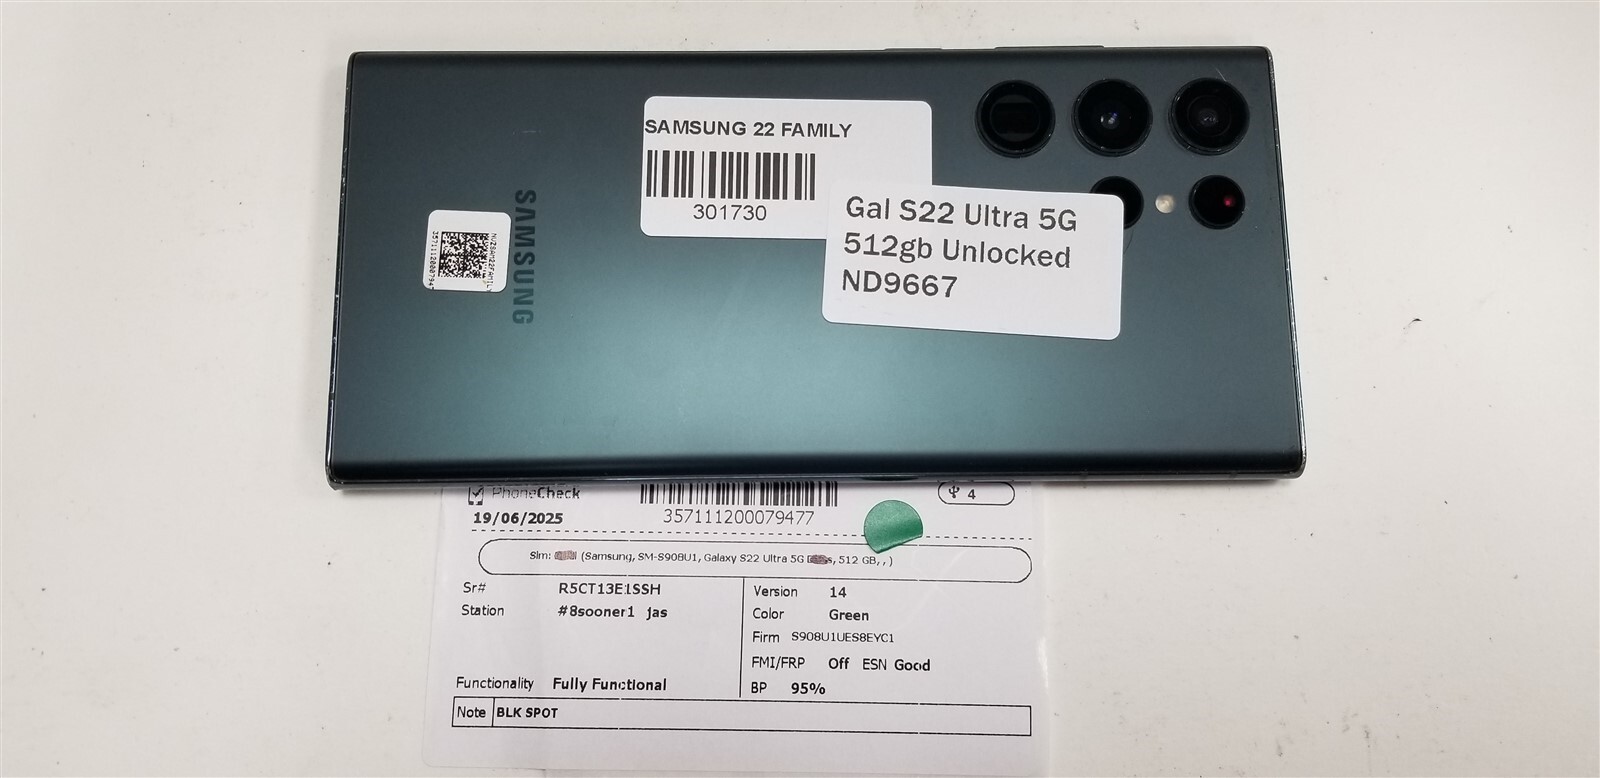 SAMSUNG 22 FAMILY
301730
Gal S22 Ultra 5G
512gb Unlocked
ND9667
SAMSUNG
PhoneCheck
19/06/2025
357111200079477
4
Sim: (Samsung, SM-S908U1, Galaxy S22 Ultra 5G , 512 GB, , )
Sr# R5CT13E1SSH
Station #8sooner1 jas
Functionality Fully Functional
Version 14
Color Green
Firm S908U1UES8EYC1
FMI/FRP Off ESN Good
BP 95%
Note BLK SPOT